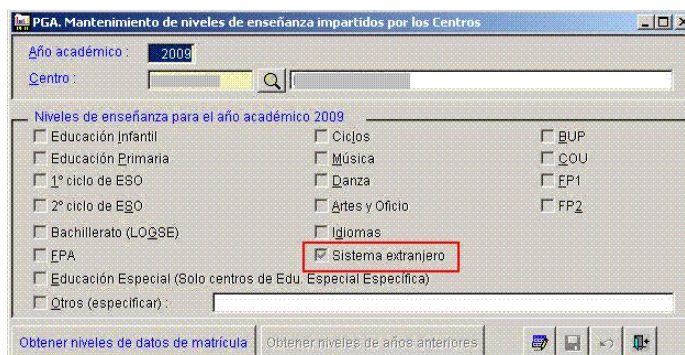 PGA. Mantenimiento de niveles de enseñanza impartidos por los Centros
Año académico : 2009
Centro :
Niveles de enseñanza para el año académico 2009
Educación Infantil Ciclos BUP
Educación Primaria Música COU
1º ciclo de ESO Danza FP1
2º ciclo de ESO Artes y Oficio FP2
Bachillerato (LOGSE) Idiomas
EPA Sistema extranjero
Educación Especial (Solo centros de Edu. Especial Específica)
Otros (especificar) :
Obtener niveles de datos de matrícula Obtener niveles de años anteriores